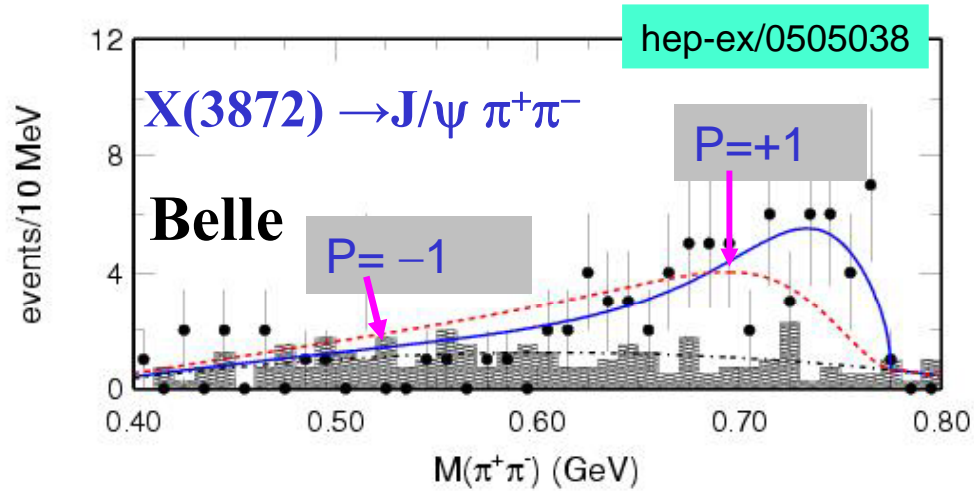 12
hep-ex/0505038
X(3872) →J/ψ π⁺π⁻
P=+1
8
Belle
P= −1
4
0
0.40 0.50 0.60 0.70 0.80
M(π⁺π⁻) (GeV)
events/10 MeV